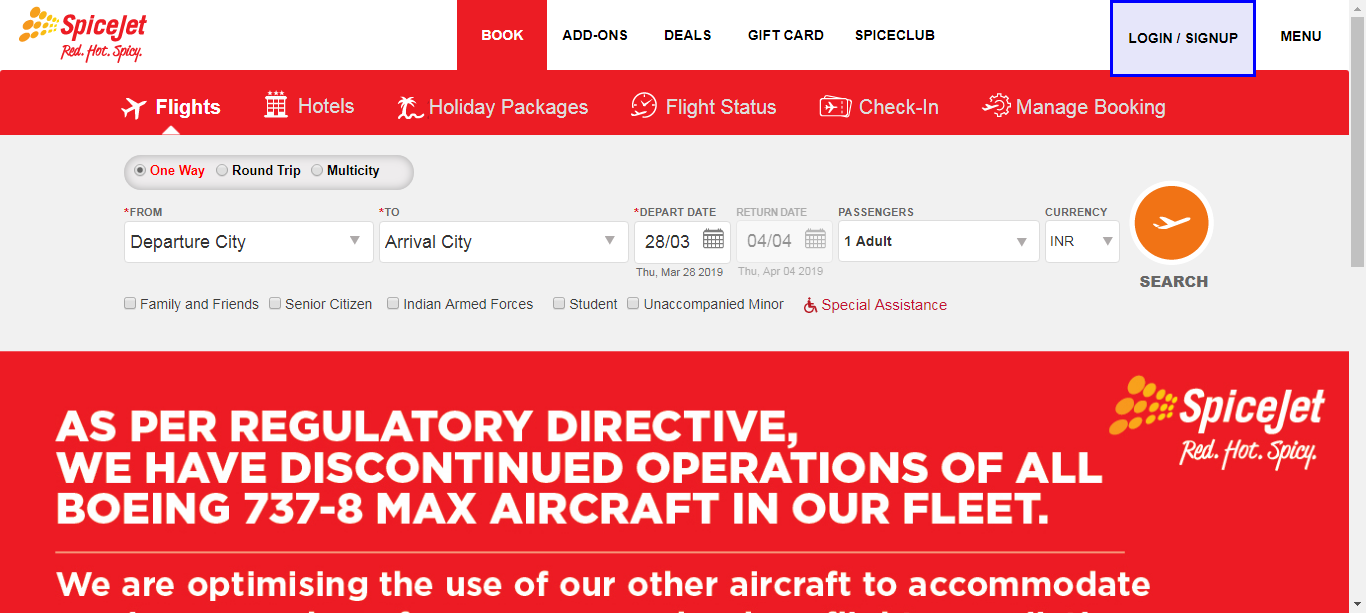 SpiceJet
Red. Hot. Spicy.
BOOK ADD-ONS DEALS GIFT CARD SPICECLUB LOGIN / SIGNUP MENU
Flights Hotels Holiday Packages Flight Status Check-In Manage Booking
One Way Round Trip Multicity
*FROM *TO *DEPART DATE RETURN DATE PASSENGERS CURRENCY
Departure City Arrival City 28/03 04/04 1 Adult INR
Thu, Mar 28 2019 Thu, Apr 04 2019
SEARCH
Family and Friends Senior Citizen Indian Armed Forces Student Unaccompanied Minor Special Assistance
SpiceJet
Red. Hot. Spicy.
AS PER REGULATORY DIRECTIVE,
WE HAVE DISCONTINUED OPERATIONS OF ALL
BOEING 737-8 MAX AIRCRAFT IN OUR FLEET.
We are optimising the use of our other aircraft to accommodate